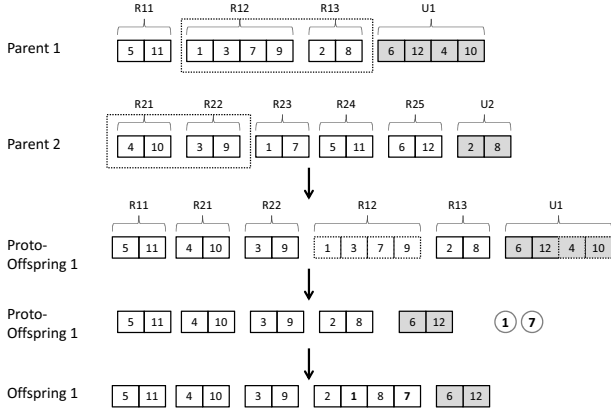 R11 R12 R13 U1
Parent 1 5 11 1 3 7 9 2 8 6 12 4 10
R21 R22 R23 R24 R25 U2
Parent 2 4 10 3 9 1 7 5 11 6 12 2 8
R11 R21 R22 R12 R13 U1
Proto-
Offspring 1 5 11 4 10 3 9 1 3 7 9 2 8 6 12 4 10
Proto-
Offspring 1 5 11 4 10 3 9 2 8 6 12 1 7
Offspring 1 5 11 4 10 3 9 2 1 8 7 6 12